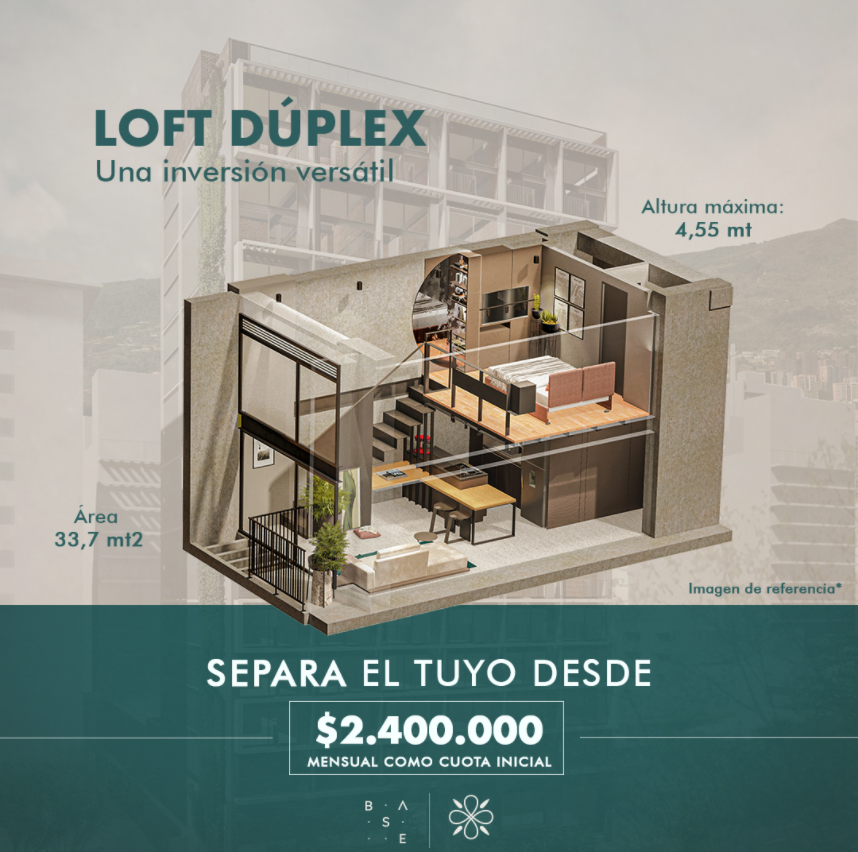 LOFT DÚPLEX
Una inversión versátil
Altura máxima:
4,55 mt
Área
33,7 mt2
Imagen de referencia*
SEPARA EL TUYO DESDE
$2.400.000
MENSUAL COMO CUOTA INICIAL
B · A
· S ·
· · E